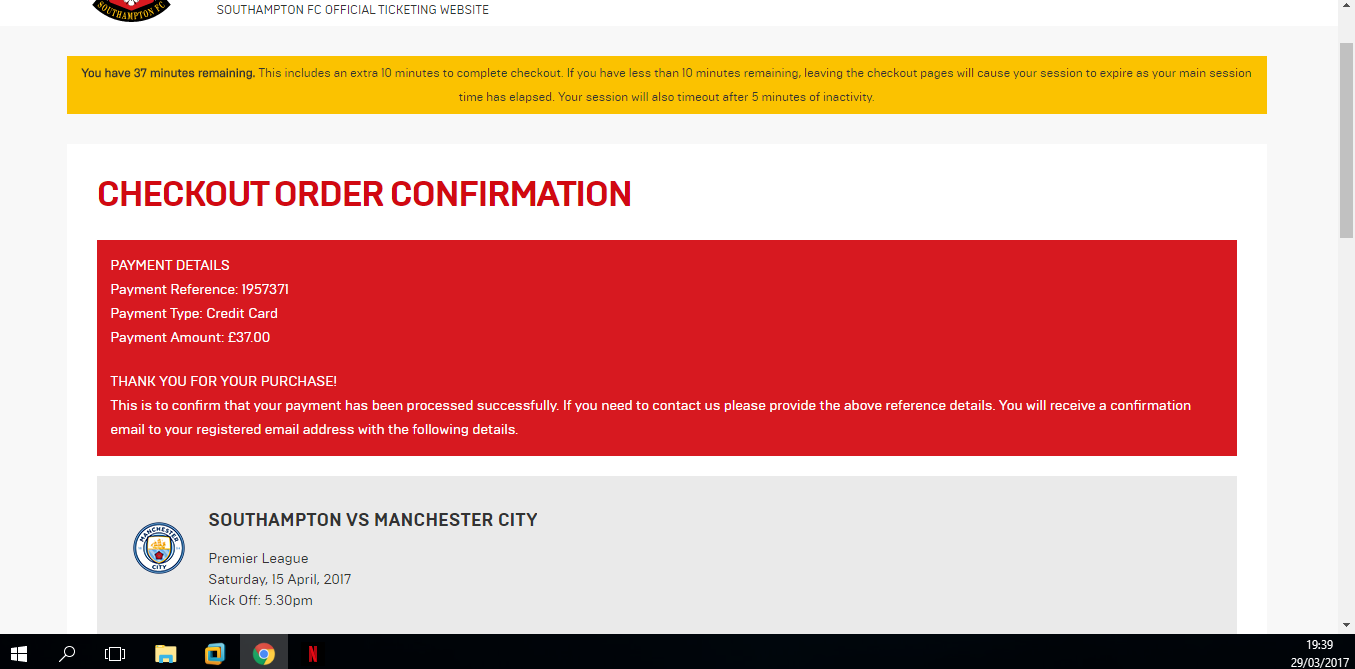 SOUTHAMPTON FC
SOUTHAMPTON FC OFFICIAL TICKETING WEBSITE
You have 37 minutes remaining. This includes an extra 10 minutes to complete checkout. If you have less than 10 minutes remaining, leaving the checkout pages will cause your session to expire as your main session
time has elapsed. Your session will also timeout after 5 minutes of inactivity.
CHECKOUT ORDER CONFIRMATION
PAYMENT DETAILS
Payment Reference: 1957371
Payment Type: Credit Card
Payment Amount: £37.00
THANK YOU FOR YOUR PURCHASE!
This is to confirm that your payment has been processed successfully. If you need to contact us please provide the above reference details. You will receive a confirmation
email to your registered email address with the following details.
MANCHESTER
CITY
SOUTHAMPTON VS MANCHESTER CITY
Premier League
Saturday, 15 April, 2017
Kick Off: 5.30pm
N
19:39
29/03/2017